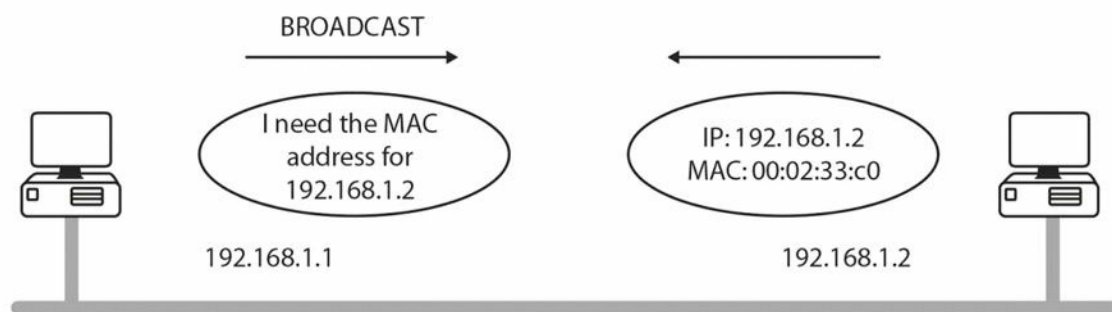 BROADCAST
I need the MAC
address for
192.168.1.2
IP: 192.168.1.2
MAC: 00:02:33:c0
192.168.1.1
192.168.1.2